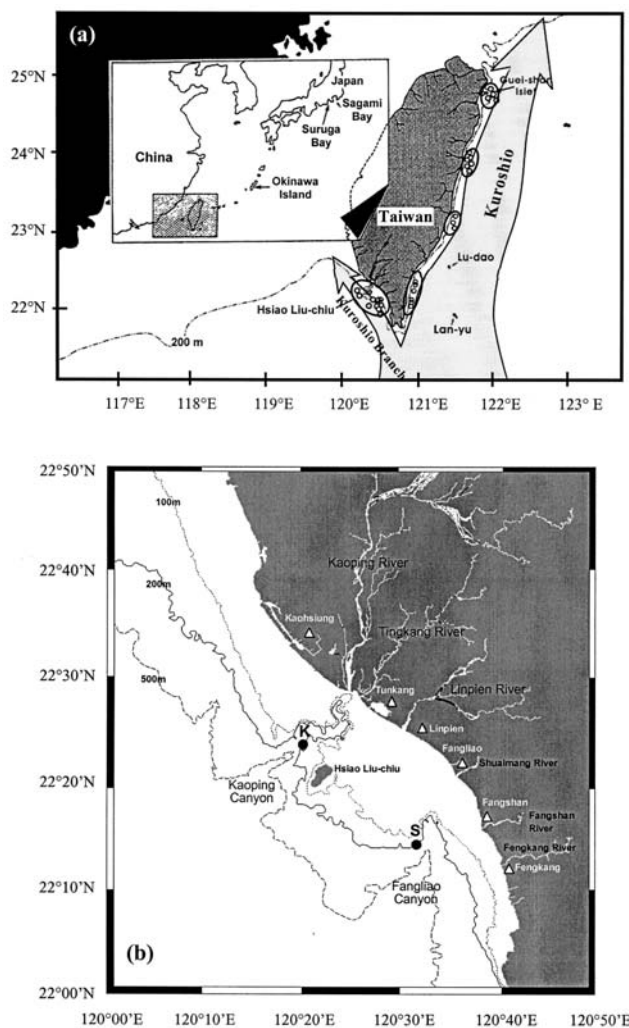 (a)
25°N
24°N
23°N
22°N
China
Japan
Sagami
Bay
Suruga
Bay
Okinawa
Island
Taiwan
Guei-shan
Islet
Kuroshio
Lu-dao
Lan-yu
Hsiao Liu-chiu
Kuroshio Branch
200 m
117°E
118°E
119°E
120°E
121°E
122°E
123°E
22°50'N
22°40'N
22°30'N
22°20'N
22°10'N
22°00'N
100m
200m
500m
Kaoping River
Kaohsiung
Tingkang River
Tunkang
Linpien River
Linpien
Fangliao
Shuaimang River
K
Hsiao Liu-chiu
Kaoping
Canyon
Fangshan
Fangshan
River
S
Fengkang River
Fengkang
Fangliao
Canyon
(b)
120°00'E
120°10'E
120°20'E
120°30'E
120°40'E
120°50'E